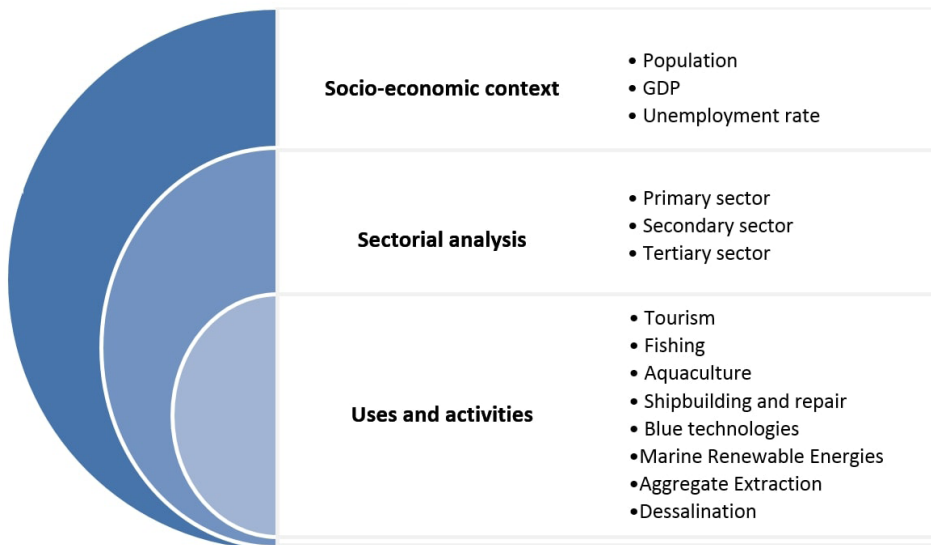 Socio-economic context
• Population
• GDP
• Unemployment rate
Sectorial analysis
• Primary sector
• Secondary sector
• Tertiary sector
Uses and activities
• Tourism
• Fishing
• Aquaculture
• Shipbuilding and repair
• Blue technologies
•Marine Renewable Energies
•Aggregate Extraction
•Dessalination